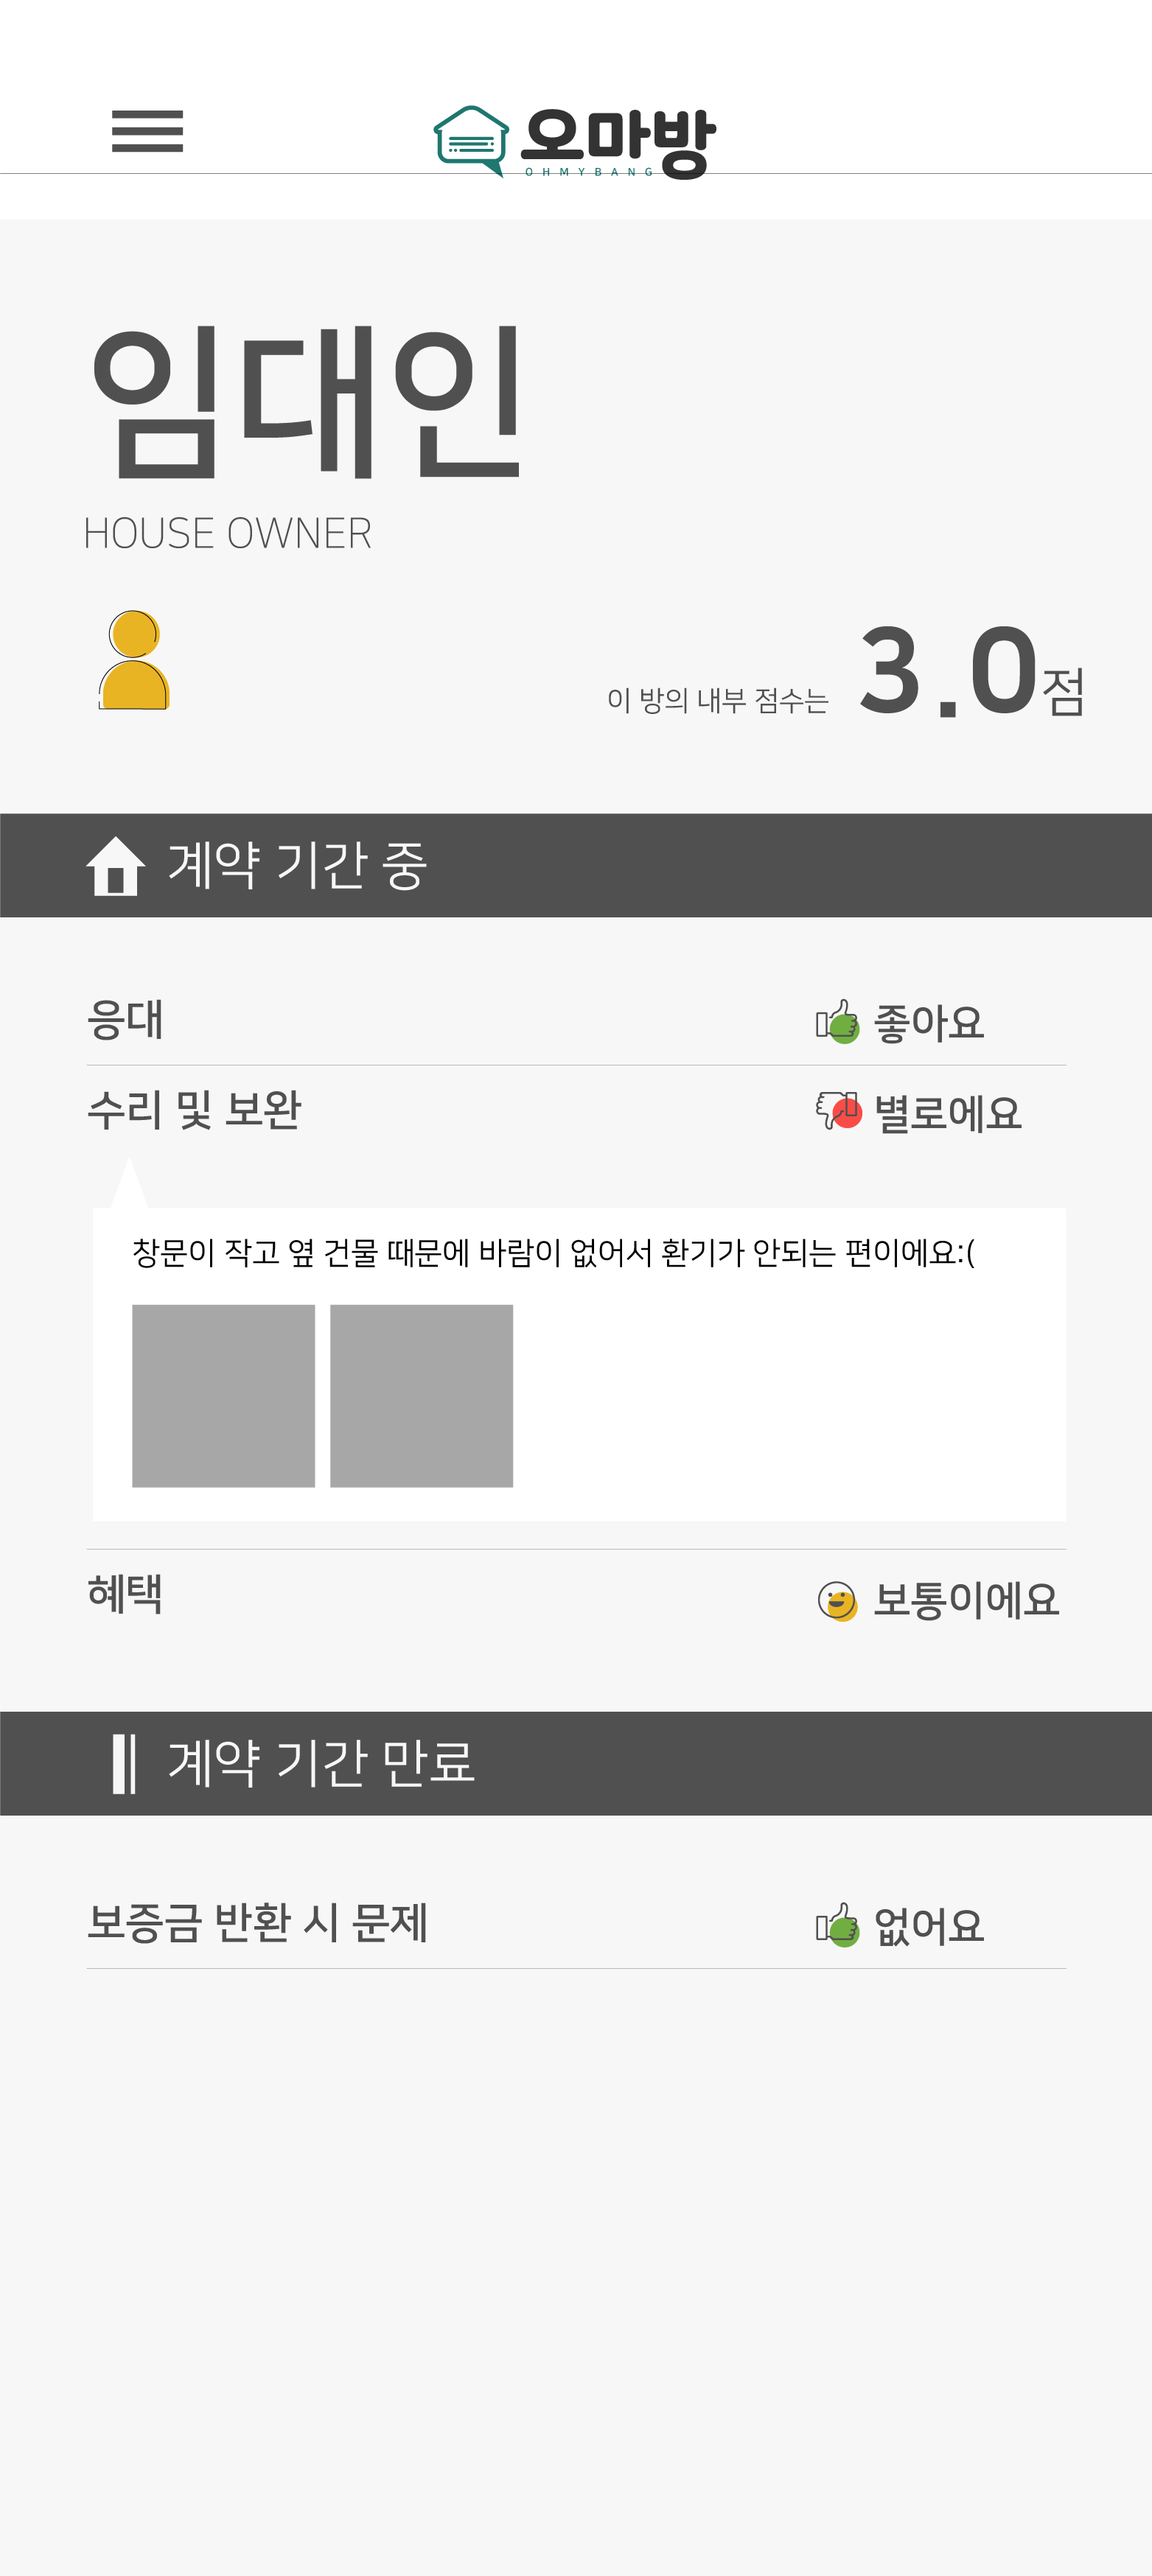 오마방
OHMYBANG
임대인
HOUSE OWNER
이 방의 내부 점수는 3.0점
계약 기간 중
응대 좋아요
수리 및 보완 별로에요
창문이 작고 옆 건물 때문에 바람이 없어서 환기가 안되는 편이에요:(
혜택 보통이에요
계약 기간 만료
보증금 반환 시 문제 없어요